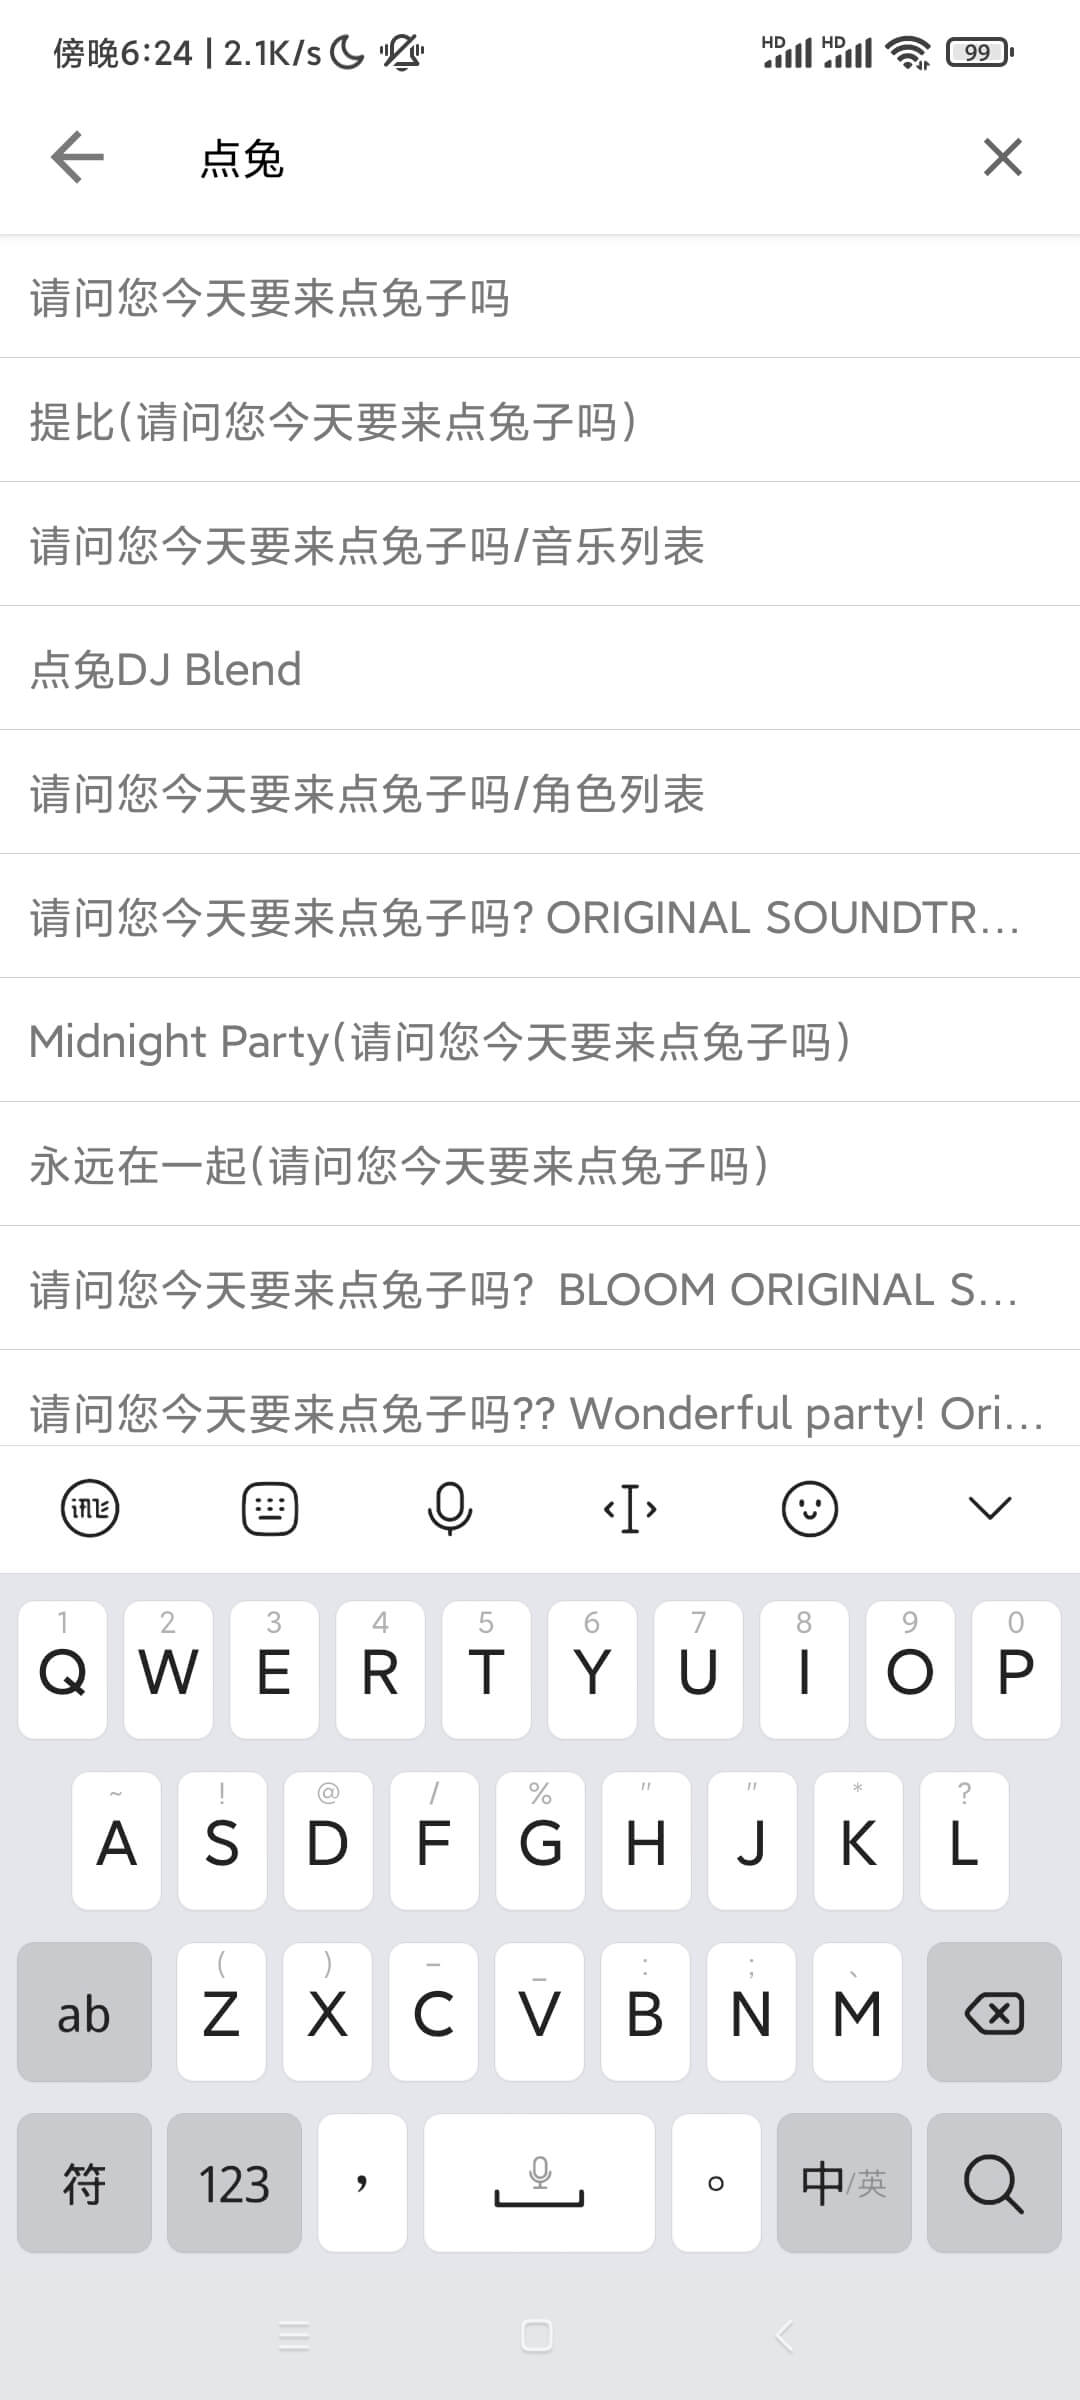 傍晚6:24 | 2.1K/s HD HD 99
点兔
请问您今天要来点兔子吗
提比(请问您今天要来点兔子吗)
请问您今天要来点兔子吗/音乐列表
点兔DJ Blend
请问您今天要来点兔子吗/角色列表
请问您今天要来点兔子吗? ORIGINAL SOUNDTR...
Midnight Party(请问您今天要来点兔子吗)
永远在一起(请问您今天要来点兔子吗)
请问您今天要来点兔子吗? BLOOM ORIGINAL S...
请问您今天要来点兔子吗?? Wonderful party! Ori...
1 2 3 4 5 6 7 8 9 0
Q W E R T Y U I O P
~ ! @ / % " " * ?
A S D F G H J K L
( ) – _ : ; 、
ab Z X C V B N M
符 123 , 。 中/英